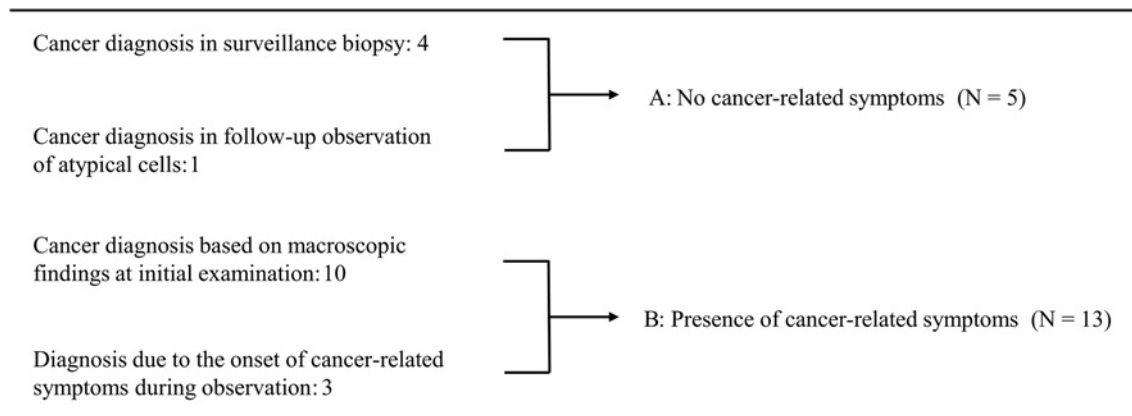 Cancer diagnosis in surveillance biopsy: 4
A: No cancer-related symptoms (N = 5)
Cancer diagnosis in follow-up observation
of atypical cells: 1
Cancer diagnosis based on macroscopic
findings at initial examination: 10
B: Presence of cancer-related symptoms (N = 13)
Diagnosis due to the onset of cancer-related
symptoms during observation: 3